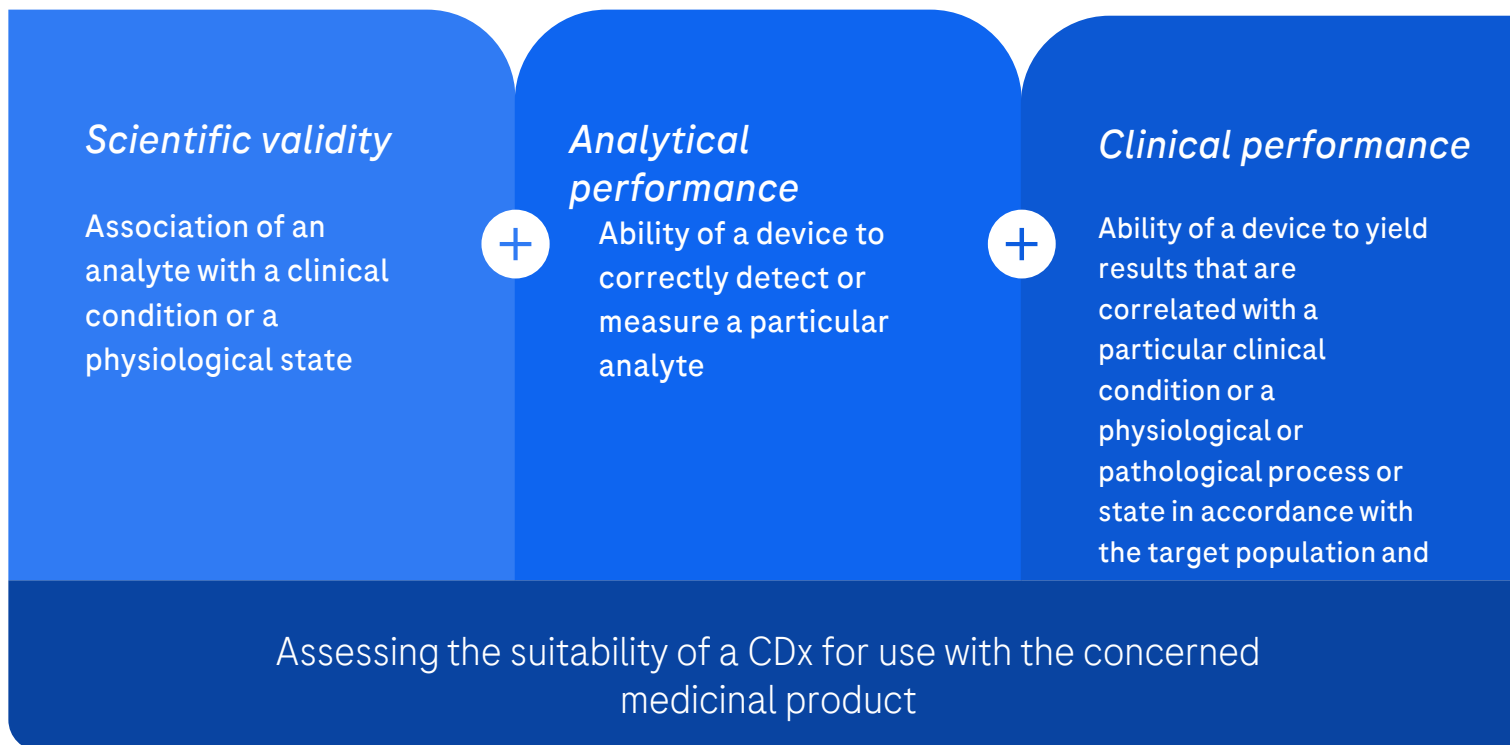 Scientific validity
Association of an
analyte with a clinical
condition or a
physiological state
+
Analytical
performance
Ability of a device to
correctly detect or
measure a particular
analyte
+
Clinical performance
Ability of a device to yield
results that are
correlated with a
particular clinical
condition or a
physiological or
pathological process or
state in accordance with
the target population and
Assessing the suitability of a CDx for use with the concerned
medicinal product